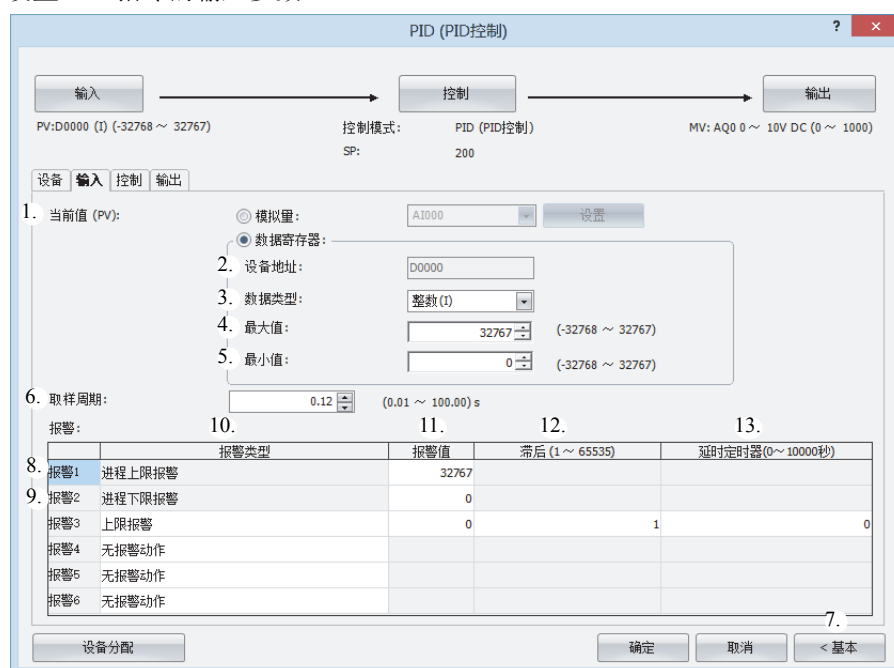 PID (PID控制)
? ×
输入 控制 输出
PV:D0000 (I) (-32768 ～ 32767) 控制模式: PID (PID控制) MV: AQ0 0 ～ 10V DC (0 ～ 1000)
SP: 200
设备 输入 控制 输出
1. 当前值 (PV): 模拟量: AI000 设置
数据寄存器:
2. 设备地址: D0000
3. 数据类型: 整数(I)
4. 最大值: 32767 (-32768 ～ 32767)
5. 最小值: 0 (-32768 ～ 32767)
6. 取样周期: 0.12 (0.01 ～ 100.00) s
报警: 10. 11. 12. 13.
报警类型 报警值 滞后 (1 ～ 65535) 延时定时器(0～10000秒)
8. 报警1 进程上限报警 32767
9. 报警2 进程下限报警 0
报警3 上限报警 0 1 0
报警4 无报警动作
报警5 无报警动作
报警6 无报警动作
7.
设备分配 确定 取消 < 基本